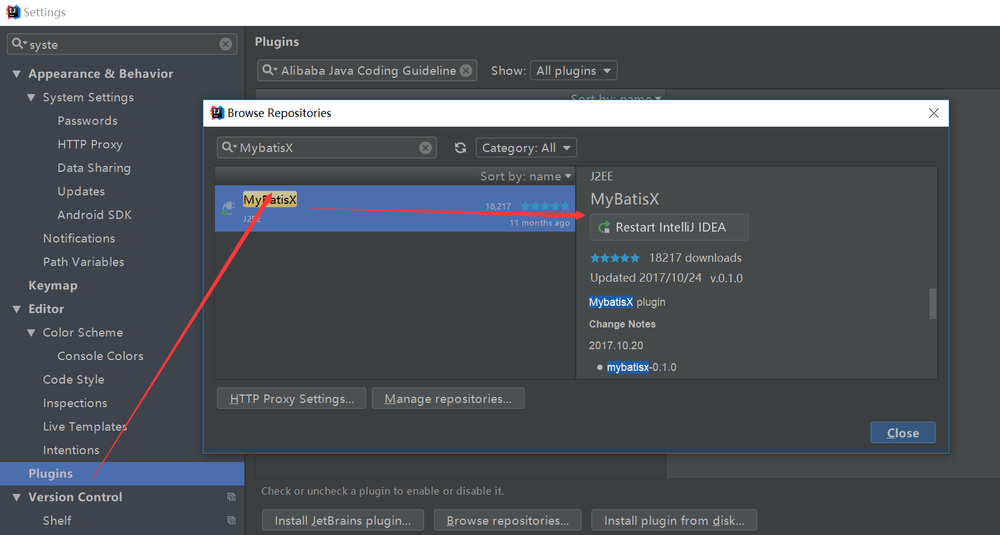 Settings
syste
Appearance & Behavior
System Settings
Passwords
HTTP Proxy
Data Sharing
Updates
Android SDK
Notifications
Path Variables
Keymap
Editor
Color Scheme
Console Colors
Code Style
Inspections
Live Templates
Intentions
Plugins
Version Control
Shelf
Plugins
Alibaba Java Coding Guideline
Show: All plugins
Sort by: name
Browse Repositories
MybatisX
Category: All
Sort by: name
MyBatisX
18,217
J2EE
11 months ago
J2EE
MyBatisX
Restart IntelliJ IDEA
18217 downloads
Updated 2017/10/24 v.0.1.0
MybatisX plugin
Change Notes
2017.10.20
mybatisx-0.1.0
HTTP Proxy Settings...
Manage repositories...
Close
Check or uncheck a plugin to enable or disable it.
Install JetBrains plugin...
Browse repositories...
Install plugin from disk...